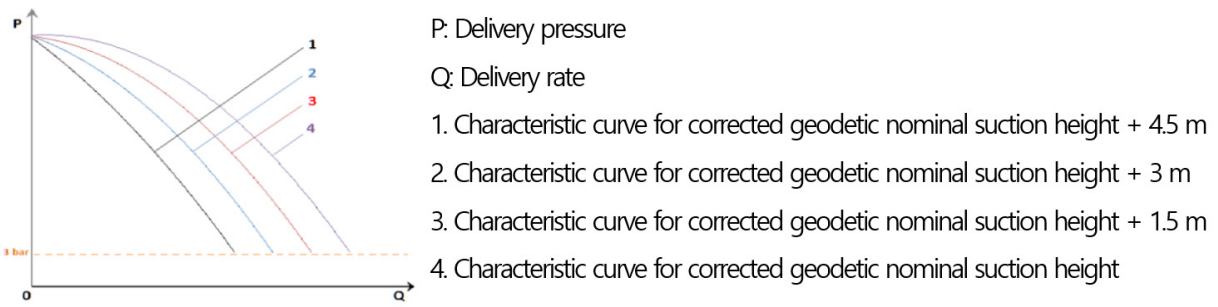 P
1
2
3
4
3 bar
0
Q
P: Delivery pressure
Q: Delivery rate
1. Characteristic curve for corrected geodetic nominal suction height + 4.5 m
2. Characteristic curve for corrected geodetic nominal suction height + 3 m
3. Characteristic curve for corrected geodetic nominal suction height + 1.5 m
4. Characteristic curve for corrected geodetic nominal suction height